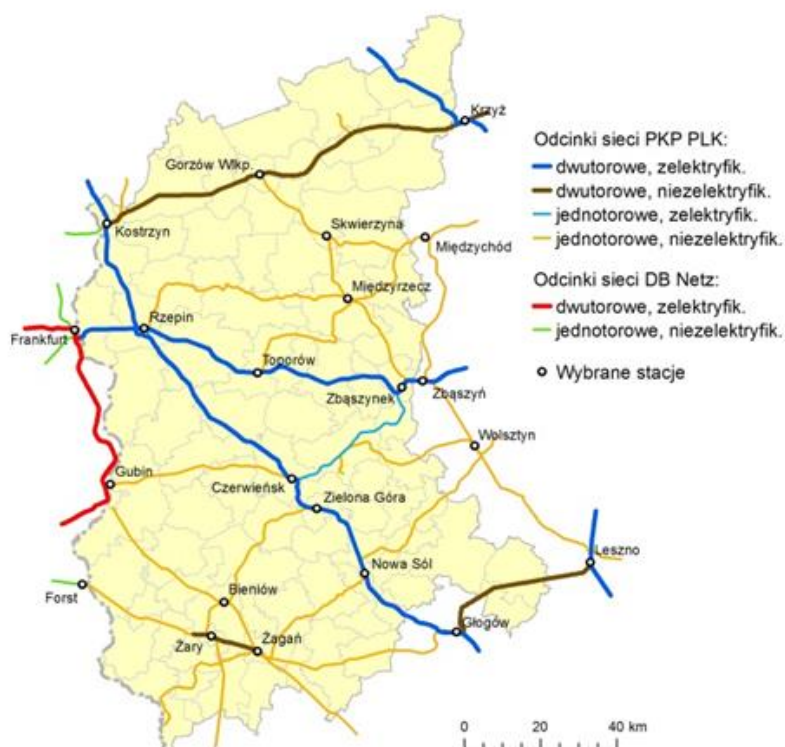 Krzyż
Odcinki sieci PKP PLK:
dwutorowe, zelektryfik.
dwutorowe, niezelektryfik.
jednotorowe, zelektryfik.
jednotorowe, niezelektryfik.
Odcinki sieci DB Netz:
dwutorowe, zelektryfik.
jednotorowe, niezelektryfik.
Wybrane stacje
Gorzów Wlkp.
Kostrzyn
Skwierzyna
Międzychód
Międzyrzecz
Rzepin
Frankfurt
Toporów
Zbąszynek
Zbąszyń
Wolsztyn
Gubin
Czerwieńsk
Zielona Góra
Leszno
Nowa Sól
Forst
Bieniów
Głogów
Żary
Żagań
0 20 40 km